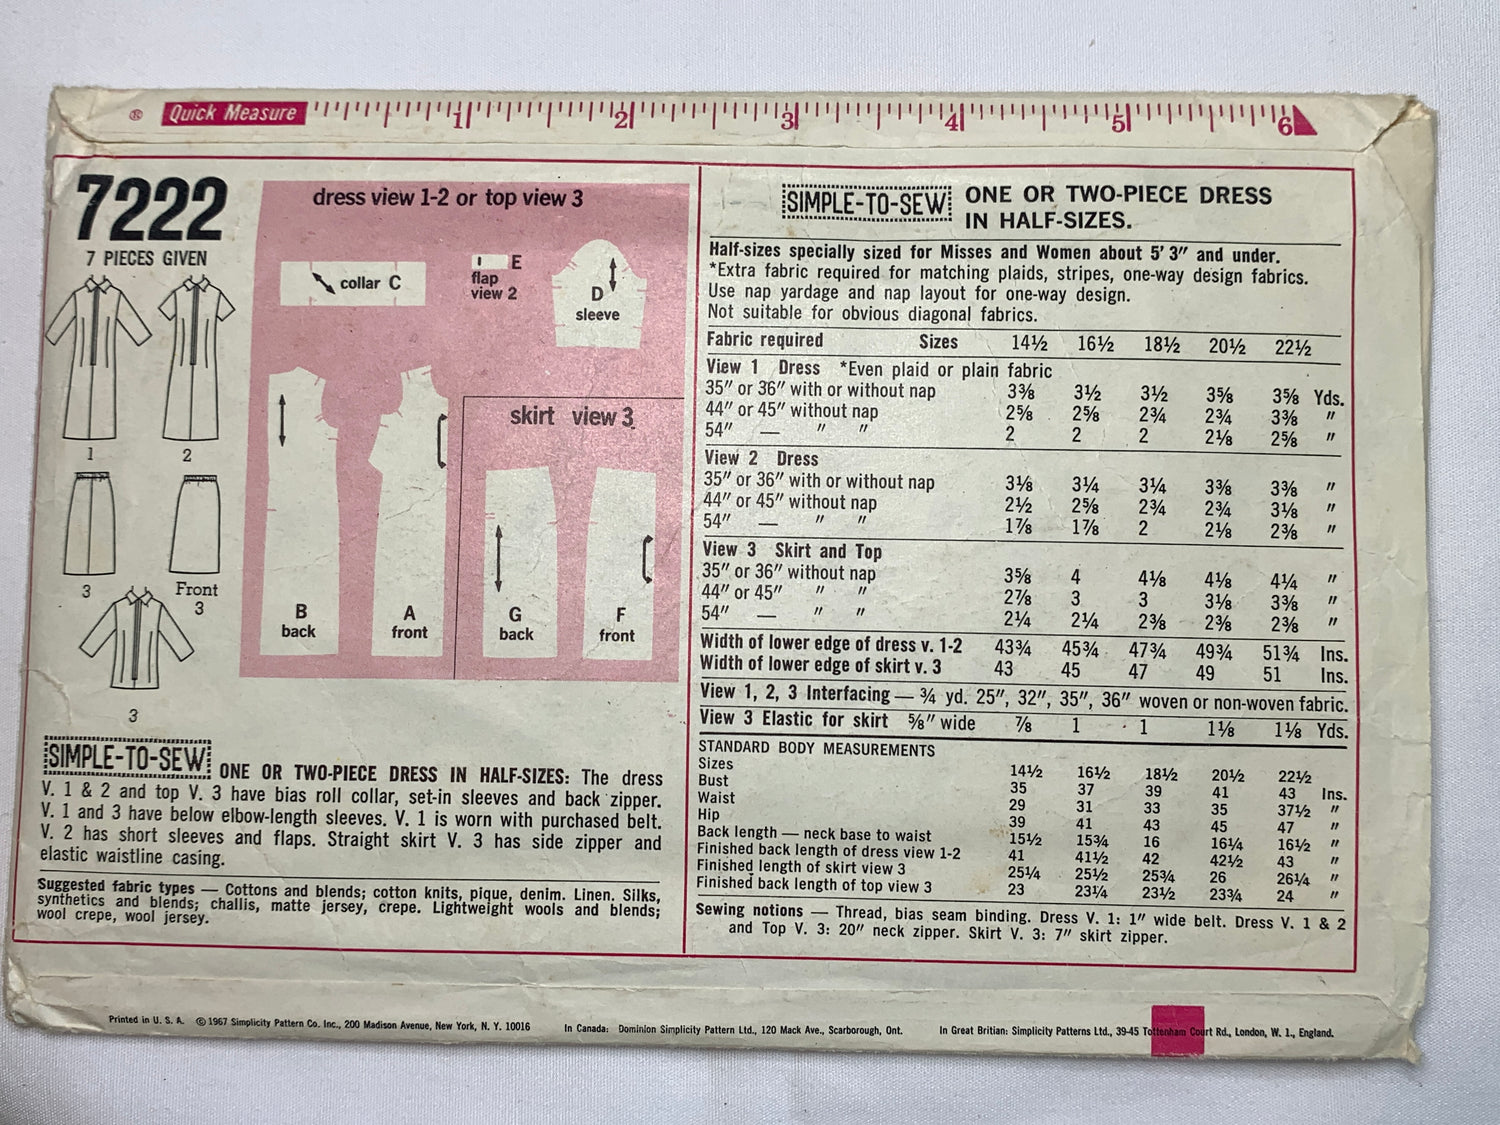 ® Quick Measure 1 2 3 4 5 6
7222
7 PIECES GIVEN
1 2
3 Front
3
3
dress view 1-2 or top view 3
collar C
E
flap
view 2
D
sleeve
skirt view 3
B
back
A
front
G
back
F
front
SIMPLE-TO-SEW ONE OR TWO-PIECE DRESS IN HALF-SIZES: The dress
V. 1 & 2 and top V. 3 have bias roll collar, set-in sleeves and back zipper.
V. 1 and 3 have below elbow-length sleeves. V. 1 is worn with purchased belt.
V. 2 has short sleeves and flaps. Straight skirt V. 3 has side zipper and
elastic waistline casing.
Suggested fabric types — Cottons and blends; cotton knits, pique, denim. Linen. Silks,
synthetics and blends; challis, matte jersey, crepe. Lightweight wools and blends;
wool crepe, wool jersey.
SIMPLE-TO-SEW ONE OR TWO-PIECE DRESS
IN HALF-SIZES.
Half-sizes specially sized for Misses and Women about 5' 3" and under.
*Extra fabric required for matching plaids, stripes, one-way design fabrics.
Use nap yardage and nap layout for one-way design.
Not suitable for obvious diagonal fabrics.
Fabric required Sizes 14½ 16½ 18½ 20½ 22½
View 1 Dress *Even plaid or plain fabric
35" or 36" with or without nap 3⅜ 3½ 3½ 3⅝ 3⅝ Yds.
44" or 45" without nap 2⅝ 2⅝ 2¾ 2¾ 3⅜ "
54" — " " 2 2 2 2⅛ 2⅝ "
View 2 Dress
35" or 36" with or without nap 3⅛ 3¼ 3¼ 3⅜ 3⅜ "
44" or 45" without nap 2½ 2⅝ 2¾ 2¾ 3⅛ "
54" — " " 1⅞ 1⅞ 2 2⅛ 2⅜ "
View 3 Skirt and Top
35" or 36" without nap 3⅝ 4 4⅛ 4⅛ 4¼ "
44" or 45" " " 2⅞ 3 3 3⅛ 3⅜ "
54" — " " 2¼ 2¼ 2⅜ 2⅜ 2⅜ "
Width of lower edge of dress v. 1-2 43¾ 45¾ 47¾ 49¾ 51¾ Ins.
Width of lower edge of skirt v. 3 43 45 47 49 51 Ins.
View 1, 2, 3 Interfacing — ¾ yd. 25", 32", 35", 36" woven or non-woven fabric.
View 3 Elastic for skirt ⅝" wide ⅞ 1 1 1⅛ 1⅛ Yds.
STANDARD BODY MEASUREMENTS
Sizes 14½ 16½ 18½ 20½ 22½
Bust 35 37 39 41 43 Ins.
Waist 29 31 33 35 37½ "
Hip 39 41 43 45 47 "
Back length — neck base to waist 15½ 15¾ 16 16¼ 16½ "
Finished back length of dress view 1-2 41 41½ 42 42½ 43 "
Finished length of skirt view 3 25¼ 25½ 25¾ 26 26¼ "
Finished back length of top view 3 23 23¼ 23½ 23¾ 24 "
Sewing notions — Thread, bias seam binding. Dress V. 1: 1" wide belt. Dress V. 1 & 2
and Top V. 3: 20" neck zipper. Skirt V. 3: 7" skirt zipper.
Printed in U. S. A. © 1967 Simplicity Pattern Co. Inc., 200 Madison Avenue, New York, N. Y. 10016 In Canada: Dominion Simplicity Pattern Ltd., 120 Mack Ave., Scarborough, Ont. In Great Britian: Simplicity Patterns Ltd., 39-45 Tottenham Court Rd., London, W. 1., England.